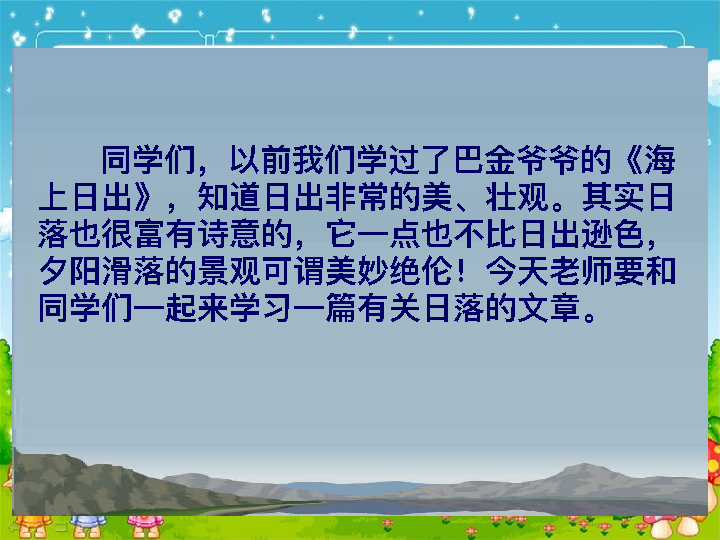 同学们，以前我们学过了巴金爷爷的《海
上日出》，知道日出非常的美、壮观。其实日
落也很富有诗意的，它一点也不比日出逊色，
夕阳滑落的景观可谓美妙绝伦！今天老师要和
同学们一起来学习一篇有关日落的文章。